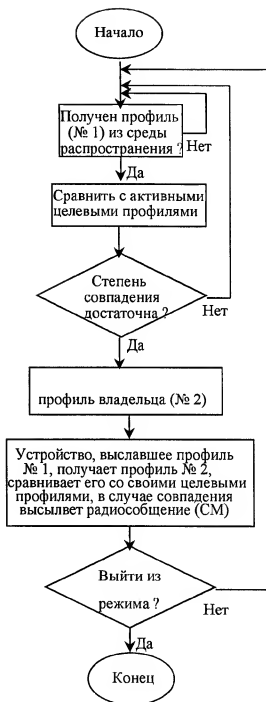 Начало
Получен профиль
(№ 1) из среды
распространения ?
Нет
Да
Сравнить с активными
целевыми профилями
Степень
совпадения
достаточна ?
Нет
Да
профиль владельца (№ 2)
Устройство, выславшее профиль
№ 1, получает профиль № 2,
сравнивает его со своими целевыми
профилями, в случае совпадения
высылвет радиосообщение (СМ)
Выйти из
режима ?
Нет
Да
Конец